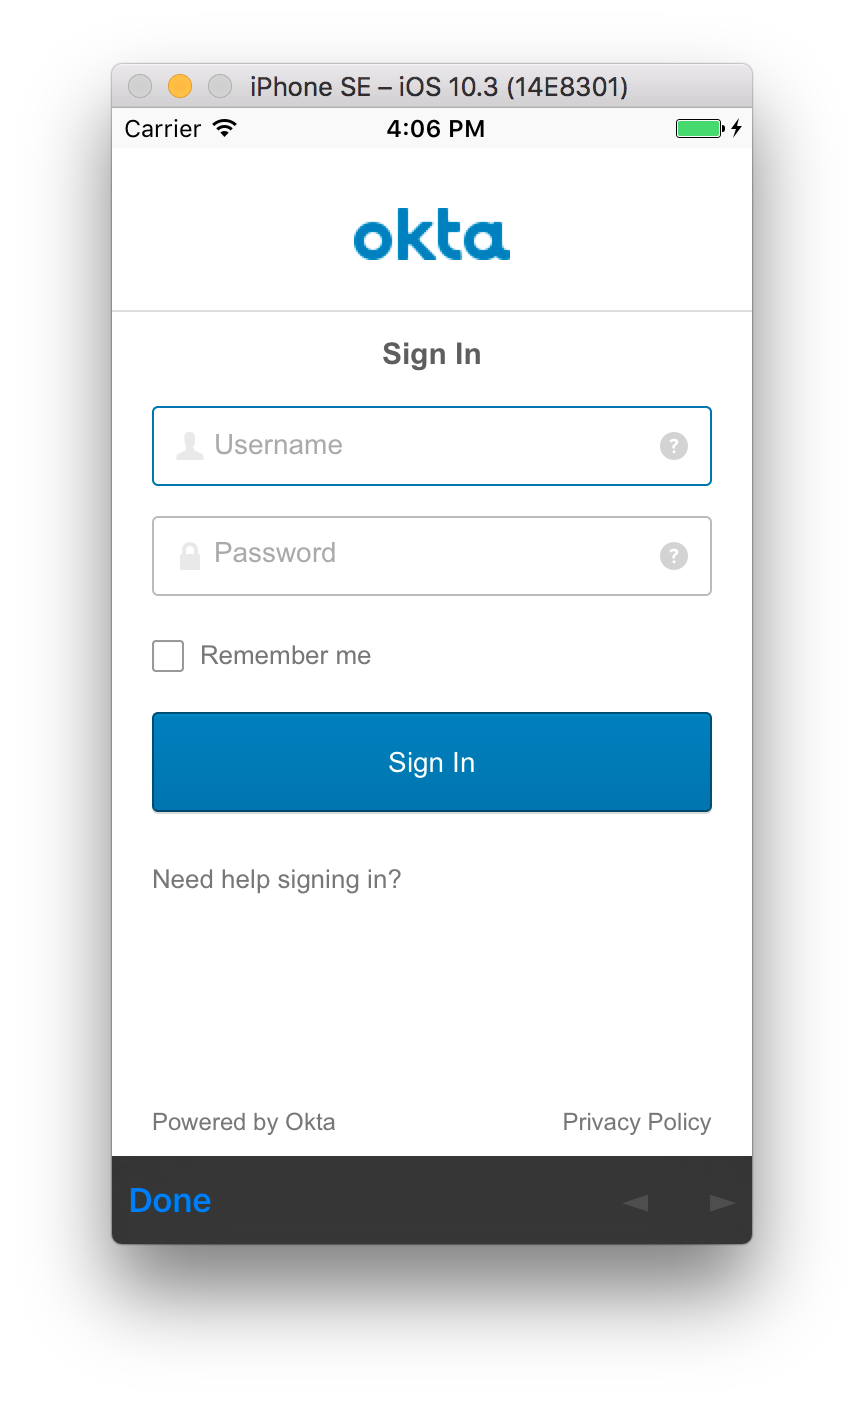 iPhone SE – iOS 10.3 (14E8301)
Carrier 4:06 PM
okta
Sign In
Username ?
Password ?
Remember me
Sign In
Need help signing in?
Powered by Okta Privacy Policy
Done